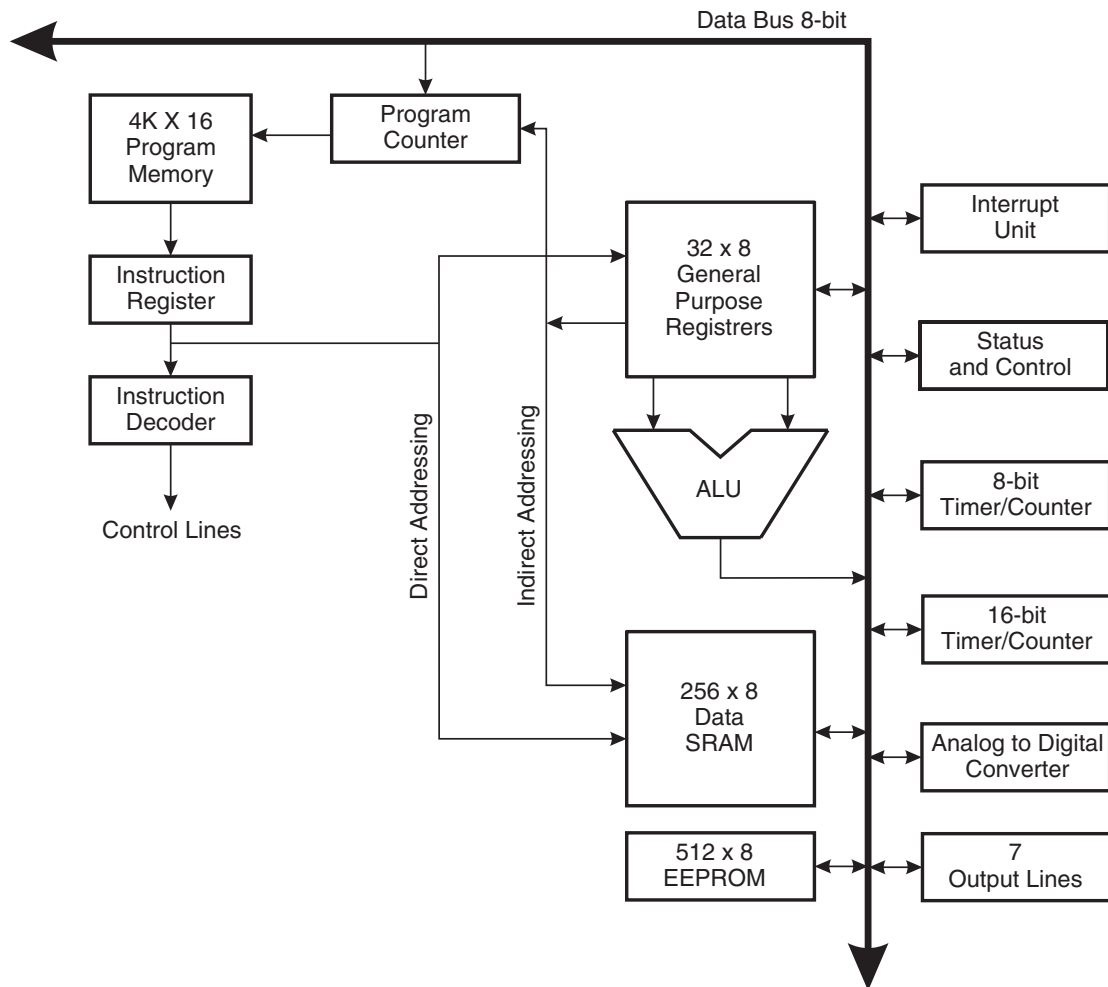 Data Bus 8-bit
4K X 16
Program
Memory
Program
Counter
Instruction
Register
Instruction
Decoder
Control Lines
Direct Addressing
Indirect Addressing
32 x 8
General
Purpose
Registrers
ALU
256 x 8
Data
SRAM
512 x 8
EEPROM
Interrupt
Unit
Status
and Control
8-bit
Timer/Counter
16-bit
Timer/Counter
Analog to Digital
Converter
7
Output Lines